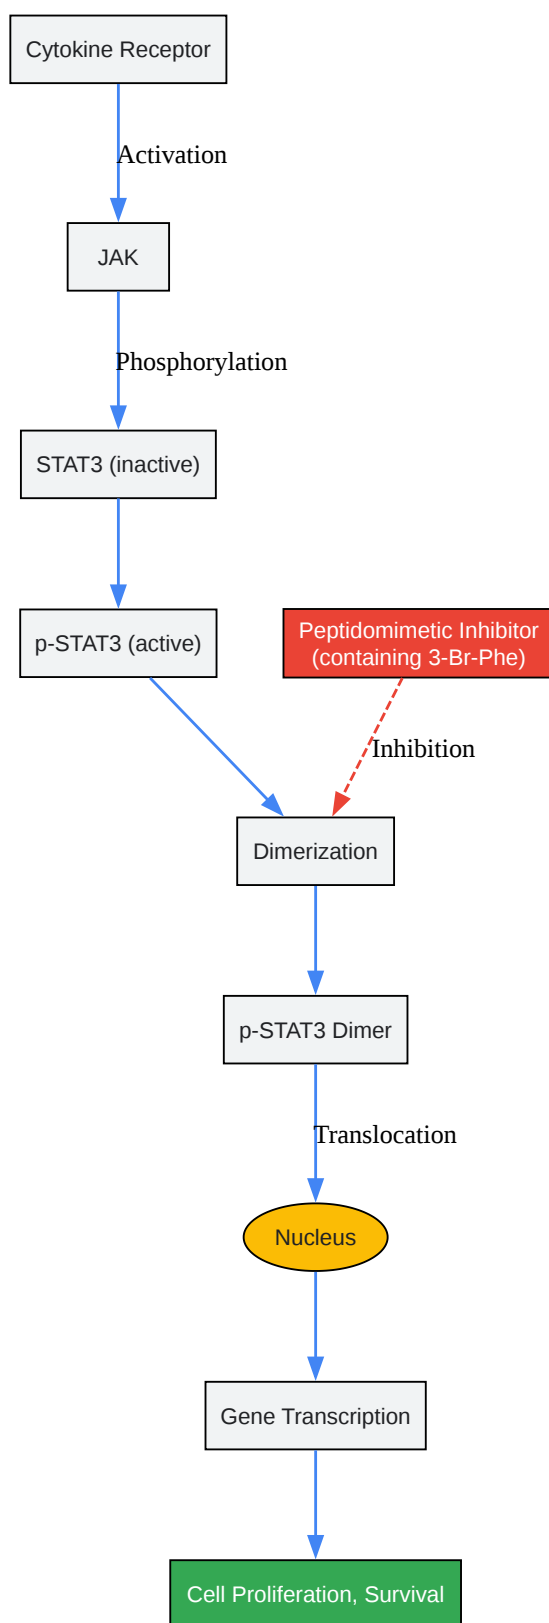 Cytokine Receptor
Activation
JAK
Phosphorylation
STAT3 (inactive)
p-STAT3 (active)
Peptidomimetic Inhibitor
(containing 3-Br-Phe)
Inhibition
Dimerization
p-STAT3 Dimer
Translocation
Nucleus
Gene Transcription
Cell Proliferation, Survival